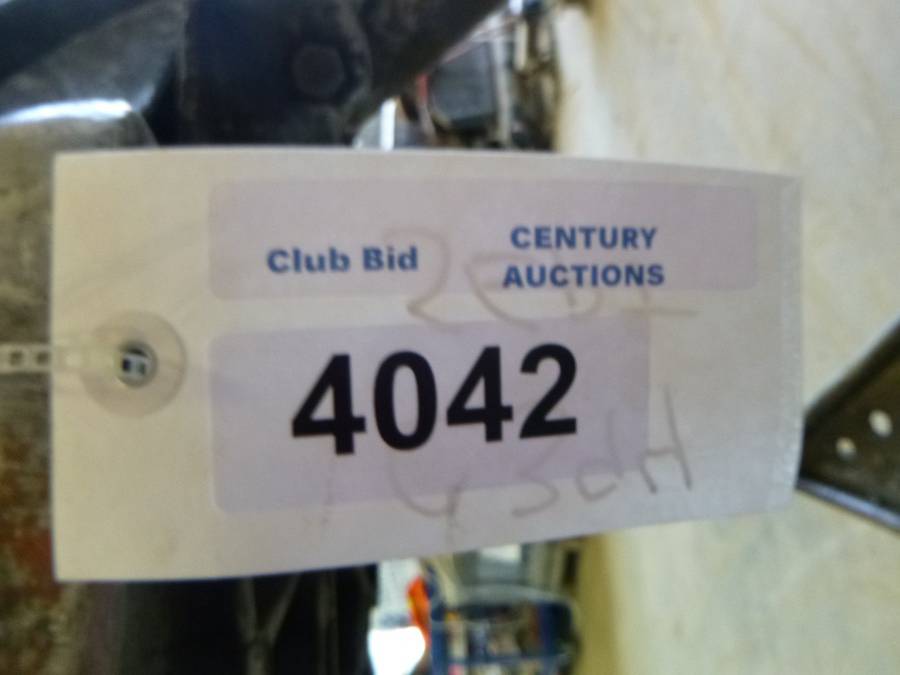 Club Bid
CENTURY
AUCTIONS
4042